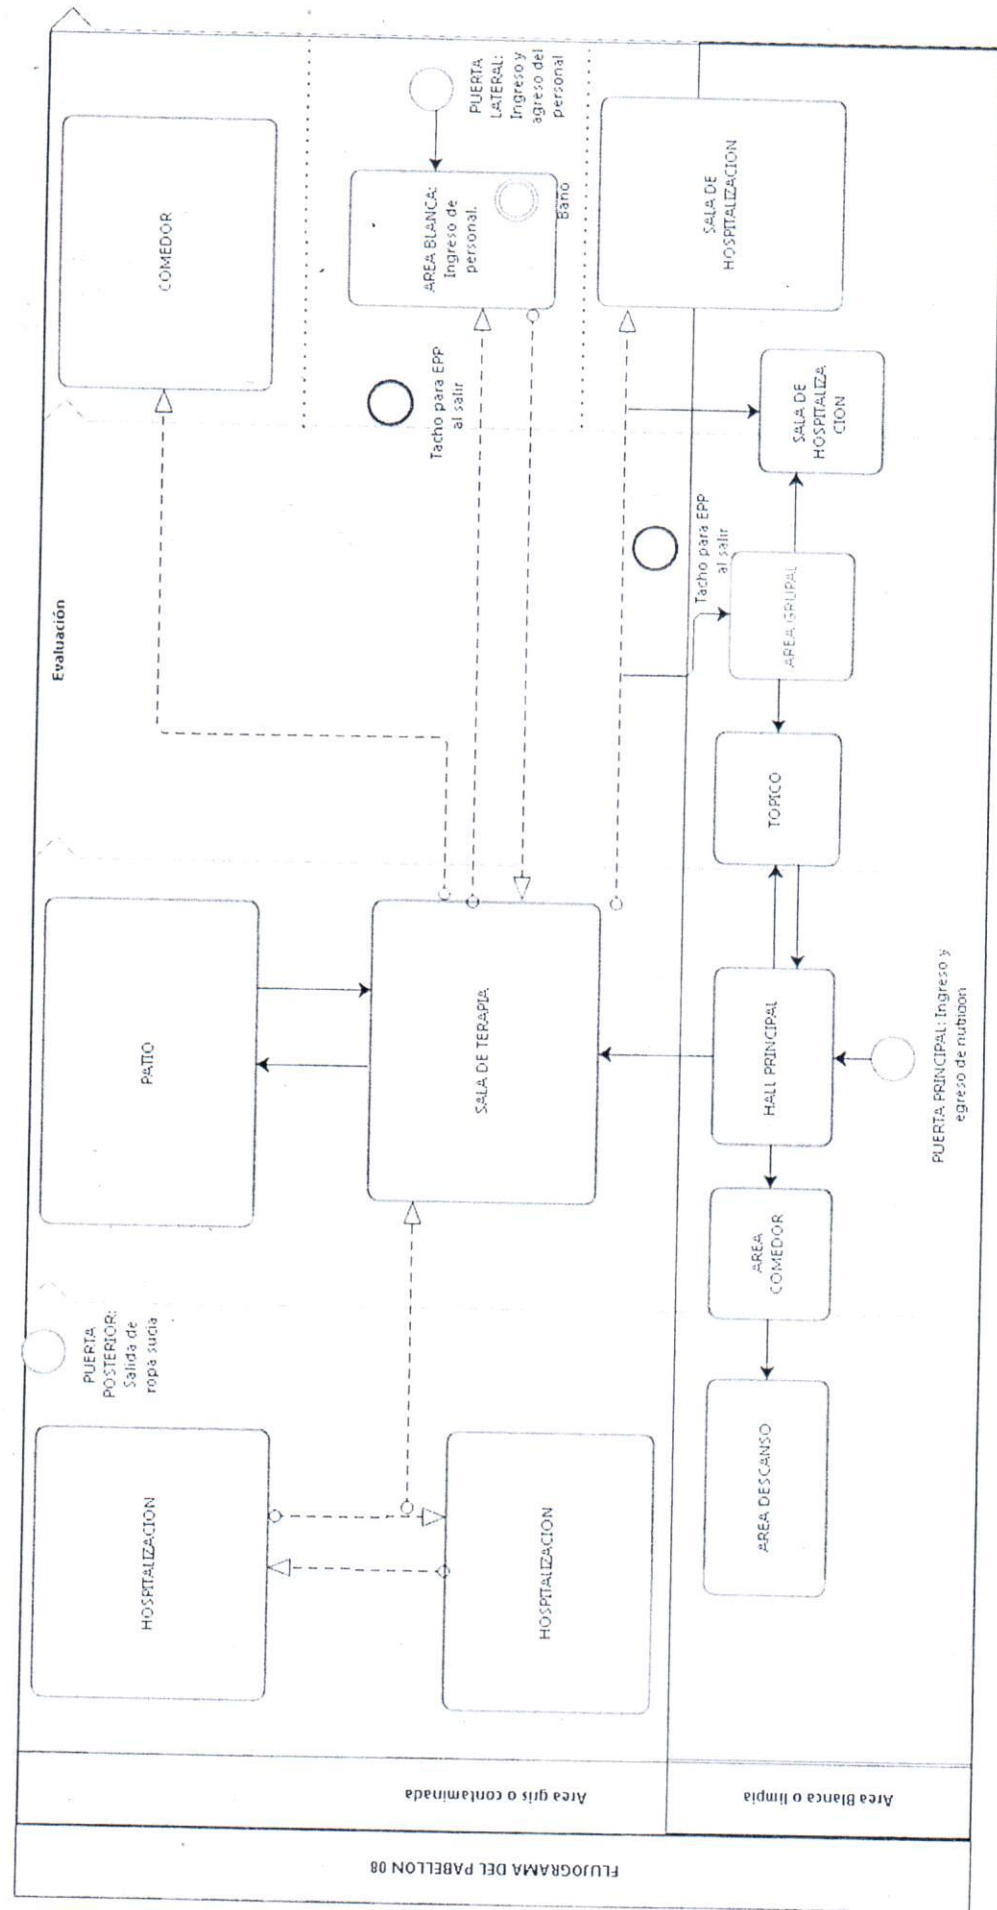 FLUJOGRAMA DEL PABELLON 08
Area gris o contaminada
Area Blanca o limpia
Evaluación
HOSPITALIZACION
PUERTA
POSTERIOR:
Salida de
ropa sucia
PATIO
COMEDOR
HOSPITALIZACION
SALA DE TERAPIA
Tacho para EPP
al salir
AREA BLANCA:
Ingreso de
personal.
Baño
PUERTA
LATERAL:
Ingreso y
agreso del
personal
SALA DE
HOSPITALIZACION
AREA DESCANSO
AREA
COMEDOR
HALL PRINCIPAL
TOPICO
AREA GRUPAL
Tacho para EPP
al salir
SALA DE
HOSPITALIZA
CION
PUERTA PRINCIPAL: Ingreso y
egreso de nutricion